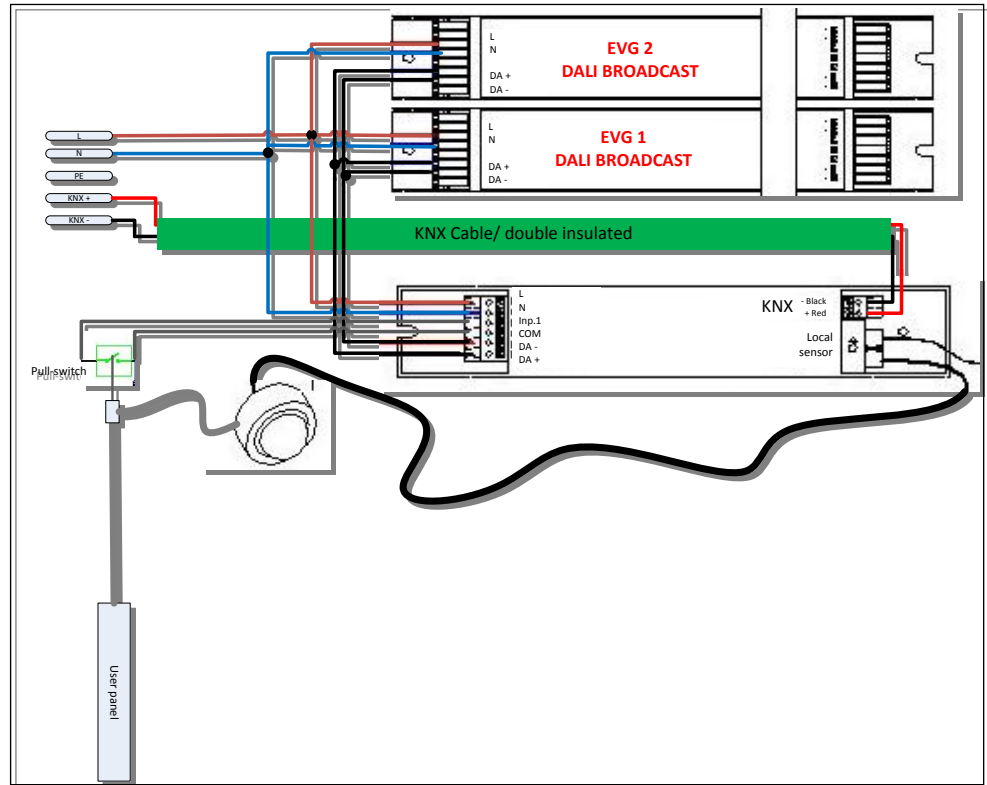 L
N
DA +
DA -
EVG 2
DALI BROADCAST
L
N
DA +
DA -
EVG 1
DALI BROADCAST
L
N
PE
KNX +
KNX -
KNX Cable/ double insulated
L
N
Inp.1
COM
DA -
DA +
KNX
- Black
+ Red
Local
sensor
Pull-switch
User panel